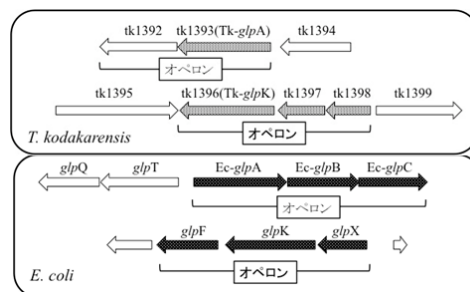 tk1392 tk1393(Tk-glpA) tk1394
オペロン
tk1395 tk1396(Tk-glpK) tk1397 tk1398 tk1399
オペロン
T. kodakarensis
glpQ glpT Ec-glpA Ec-glpB Ec-glpC
オペロン
glpF glpK glpX
オペロン
E. coli